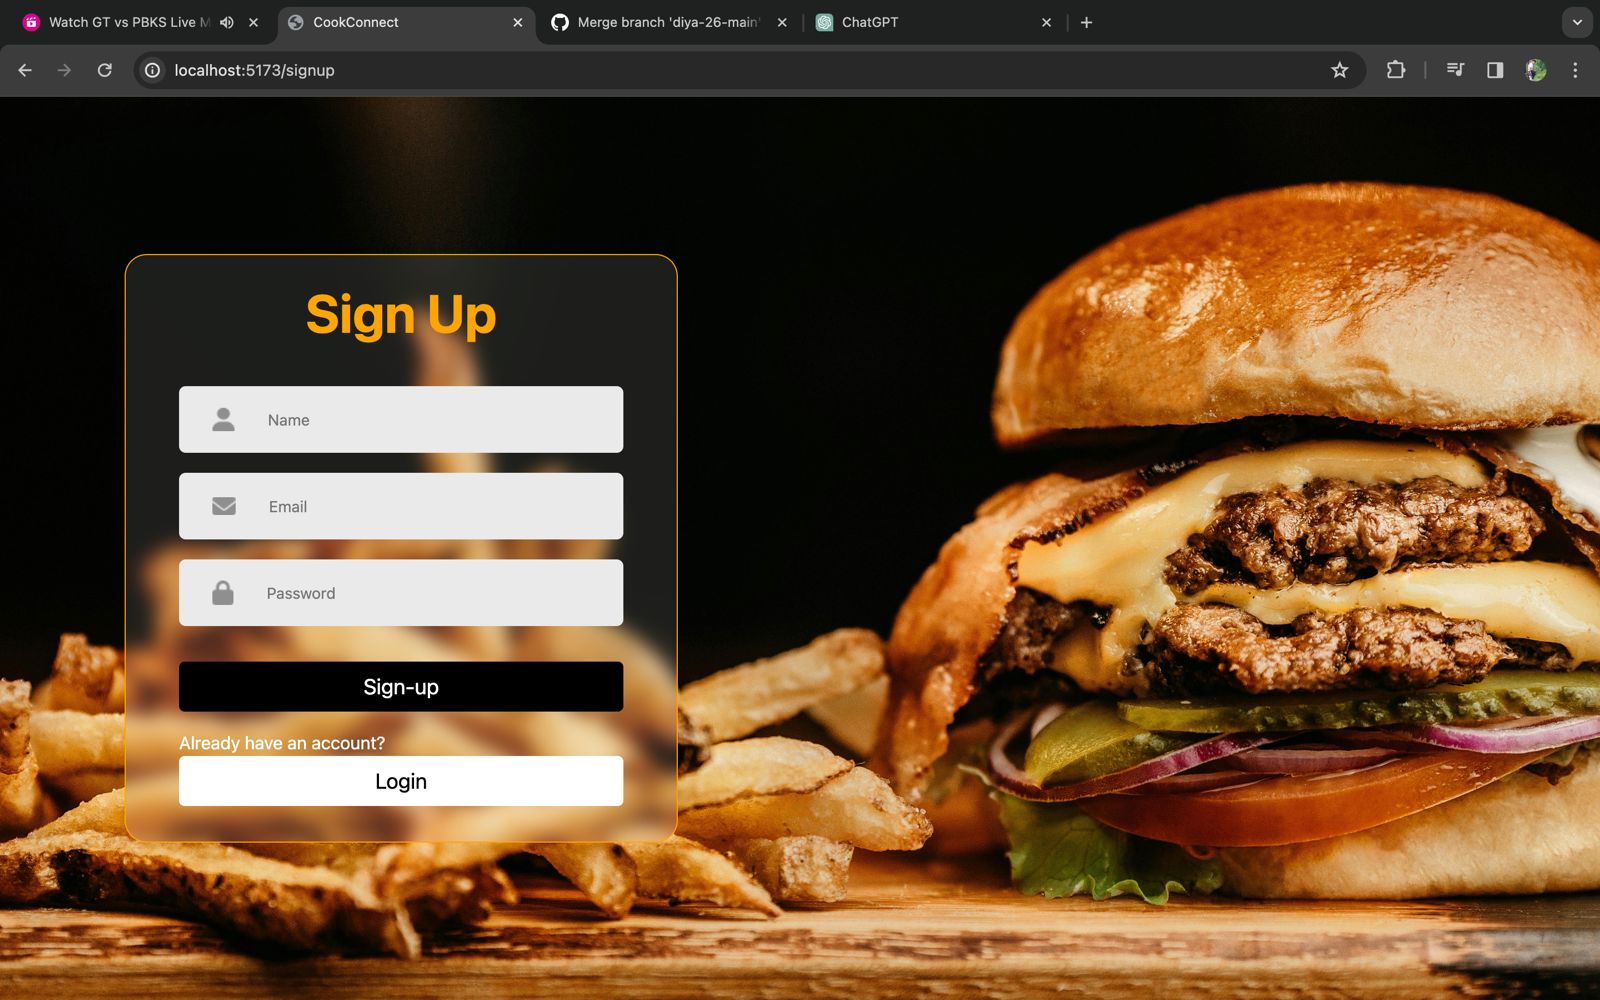 Watch GT vs PBKS Live M
CookConnect
Merge branch 'diya-26-main'
ChatGPT
localhost:5173/signup
Sign Up
Name
Email
Password
Sign-up
Already have an account?
Login